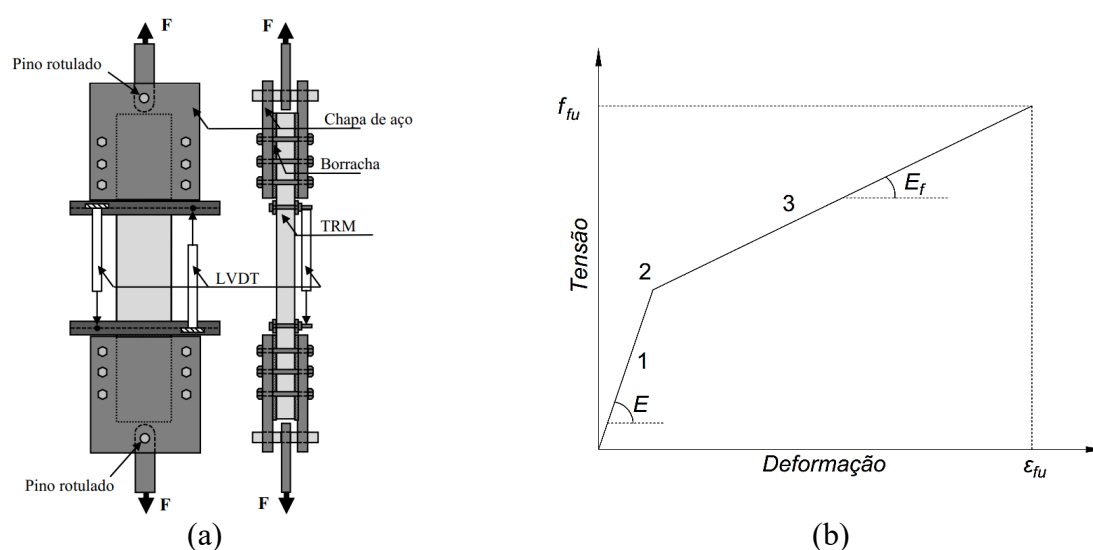 F
F
Pino rotulado
Chapa de aço
Borracha
TRM
LVDT
Pino rotulado
F
F
(a)
f_fu
Tensão
1
2
3
E
E_f
Deformação
ε_fu
(b)